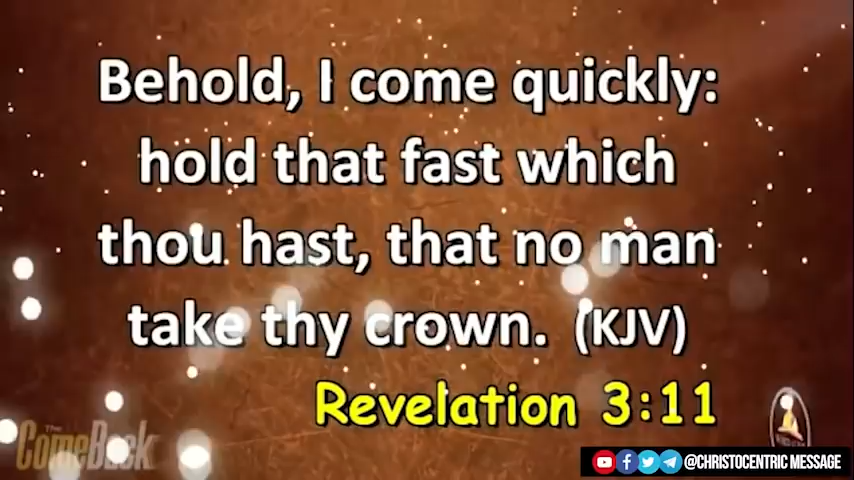 Behold, I come quickly:
hold that fast which
thou hast, that no man
take thy crown. (KJV)
Revelation 3:11
The
ComeBack
@CHRISTOCENTRIC MESSAGE